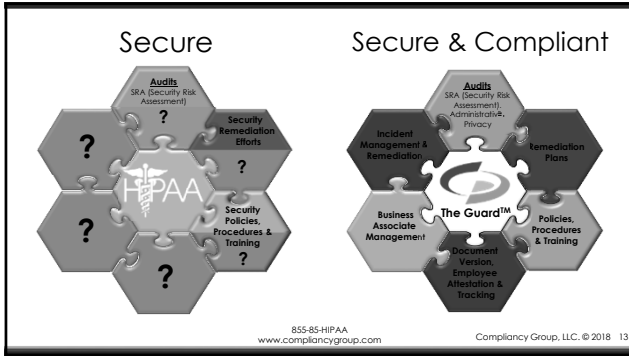 Secure
Audits
SRA (Security Risk
Assessment)
?
Security
Remediation
Efforts
?
Security
Policies,
Procedures &
Training
?
?
?
?
HIPAA
Secure & Compliant
Audits
SRA (Security Risk
Assessment),
Administrative,
Privacy
Remediation
Plans
Policies,
Procedures
& Training
Document
Version,
Employee
Attestation &
Tracking
Business
Associate
Management
Incident
Management &
Remediation
The Guard™
855-85-HIPAA
www.compliancygroup.com
Compliancy Group, LLC. © 2018 13